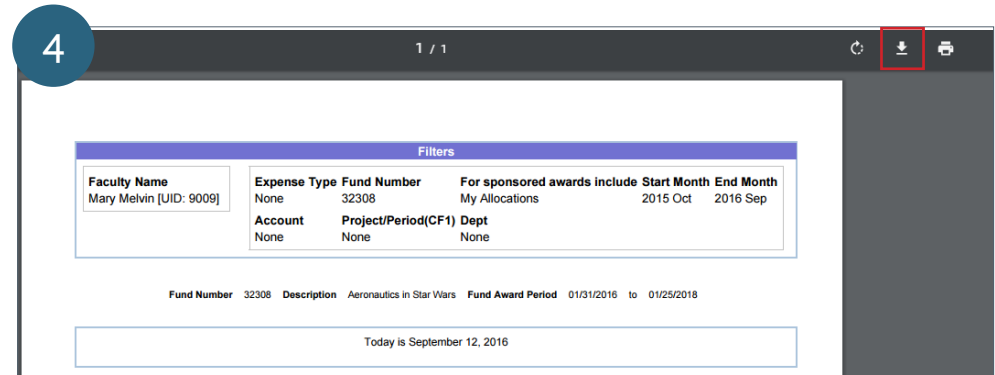 4
1 / 1
Filters
Faculty Name
Mary Melvin [UID: 9009]
Expense Type Fund Number For sponsored awards include Start Month End Month
None 32308 My Allocations 2015 Oct 2016 Sep
Account Project/Period(CF1) Dept
None None None
Fund Number 32308 Description Aeronautics in Star Wars Fund Award Period 01/31/2016 to 01/25/2018
Today is September 12, 2016